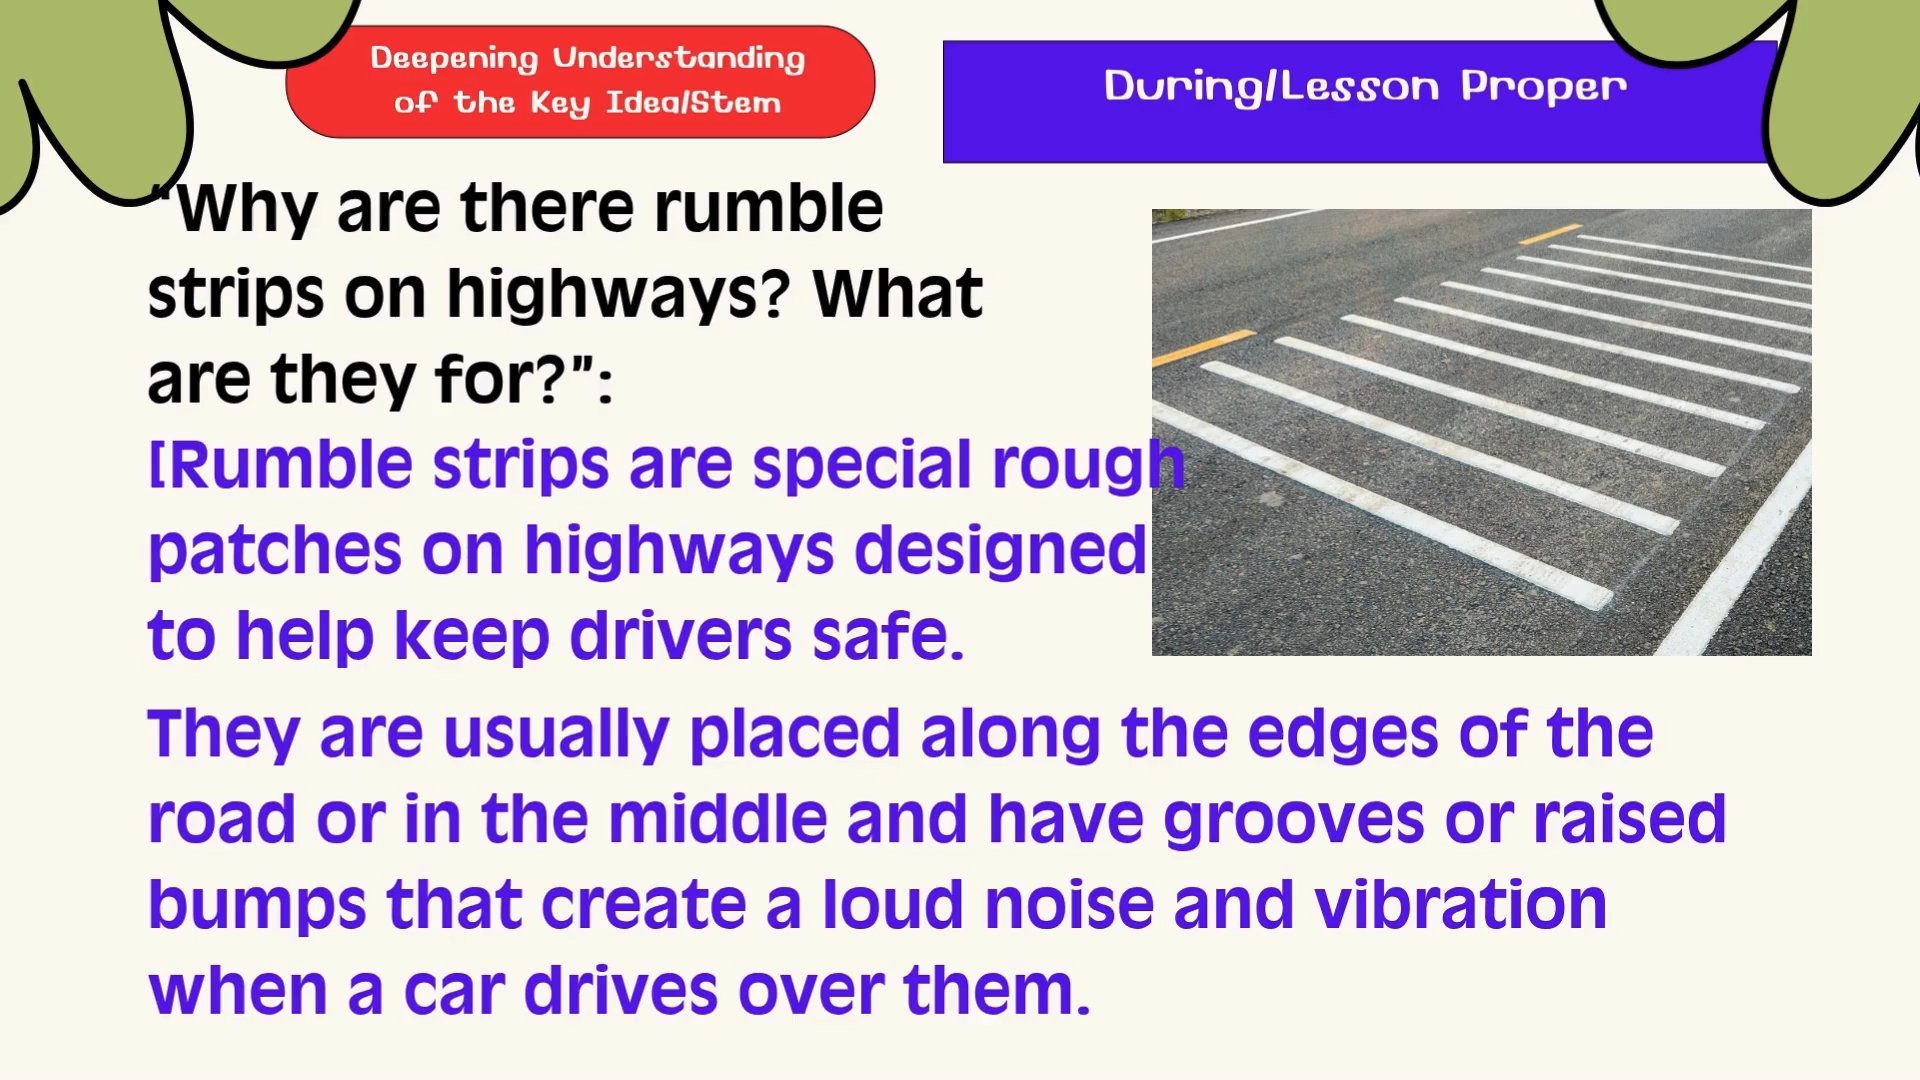 Deepening Understanding
of the Key Idea/Stem
During/Lesson Proper
“Why are there rumble
strips on highways? What
are they for?”:
[Rumble strips are special rough
patches on highways designed
to help keep drivers safe.
They are usually placed along the edges of the
road or in the middle and have grooves or raised
bumps that create a loud noise and vibration
when a car drives over them.